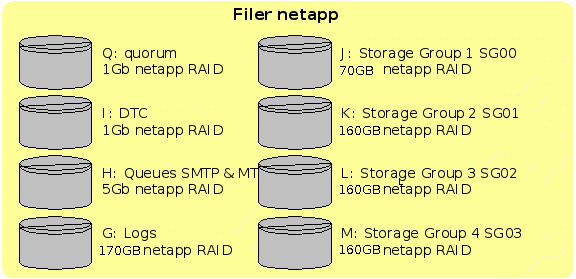 Filer netapp
Q: quorum
1Gb netapp RAID
I: DTC
1Gb netapp RAID
H: Queues SMTP & MT
5Gb netapp RAID
G: Logs
170GB netapp RAID
J: Storage Group 1 SG00
70GB netapp RAID
K: Storage Group 2 SG01
160GB netapp RAID
L: Storage Group 3 SG02
160GB netapp RAID
M: Storage Group 4 SG03
160GB netapp RAID